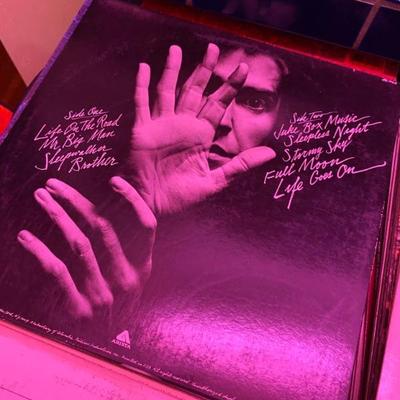 Side One
Life On The Road
Mr. Big Man
Sleepwalker
Brother
Side Two
Juke Box Music
Sleepless Night
Stormy Sky
Full Moon
Life Goes On
ARISTA